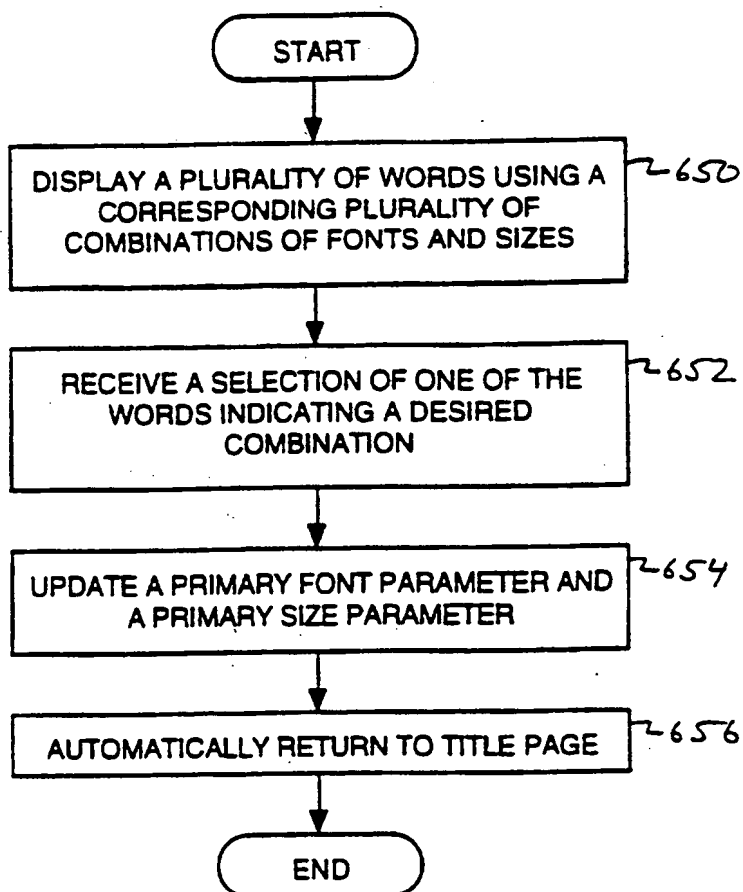 START
DISPLAY A PLURALITY OF WORDS USING A 650
CORRESPONDING PLURALITY OF
COMBINATIONS OF FONTS AND SIZES
RECEIVE A SELECTION OF ONE OF THE 652
WORDS INDICATING A DESIRED
COMBINATION
UPDATE A PRIMARY FONT PARAMETER AND 654
A PRIMARY SIZE PARAMETER
AUTOMATICALLY RETURN TO TITLE PAGE 656
END